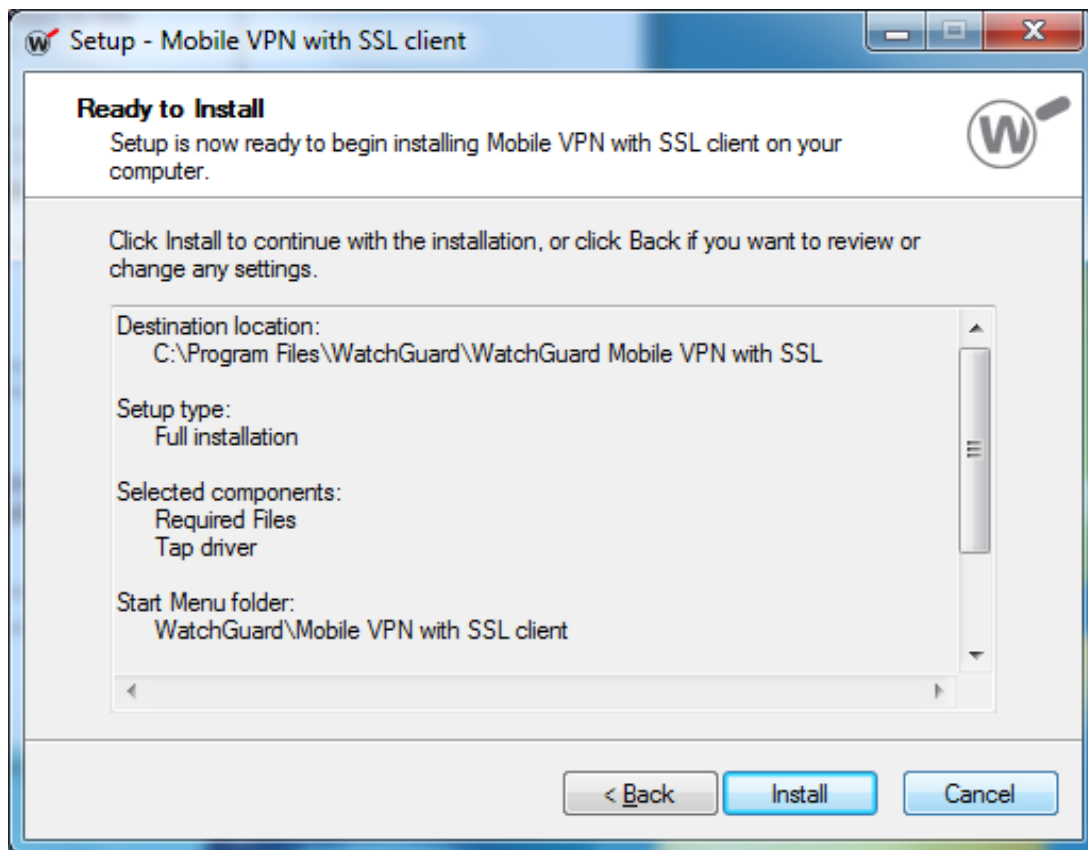 Setup - Mobile VPN with SSL client
Ready to Install
Setup is now ready to begin installing Mobile VPN with SSL client on your
computer.
W
Click Install to continue with the installation, or click Back if you want to review or
change any settings.
Destination location:
C:\Program Files\WatchGuard\WatchGuard Mobile VPN with SSL
Setup type:
Full installation
Selected components:
Required Files
Tap driver
Start Menu folder:
WatchGuard\Mobile VPN with SSL client
< Back
Install
Cancel